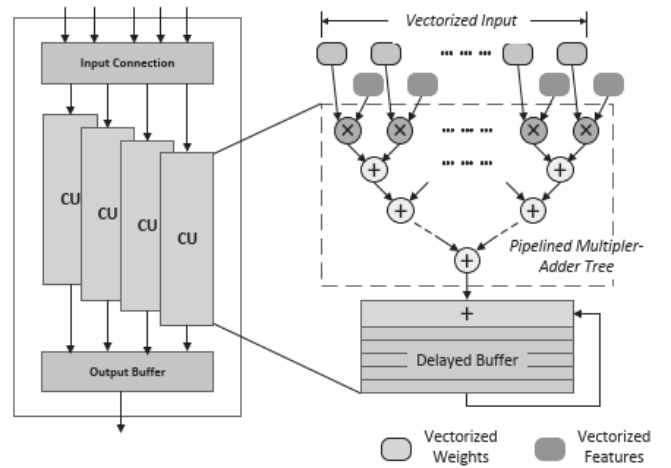 Input Connection
CU
CU
CU
CU
Output Buffer
Vectorized Input
... ... ...
×
×
... ... ...
×
×
+
... ... ...
+
+
+
Pipelined Multipler-
Adder Tree
+
+
Delayed Buffer
Vectorized
Weights
Vectorized
Features